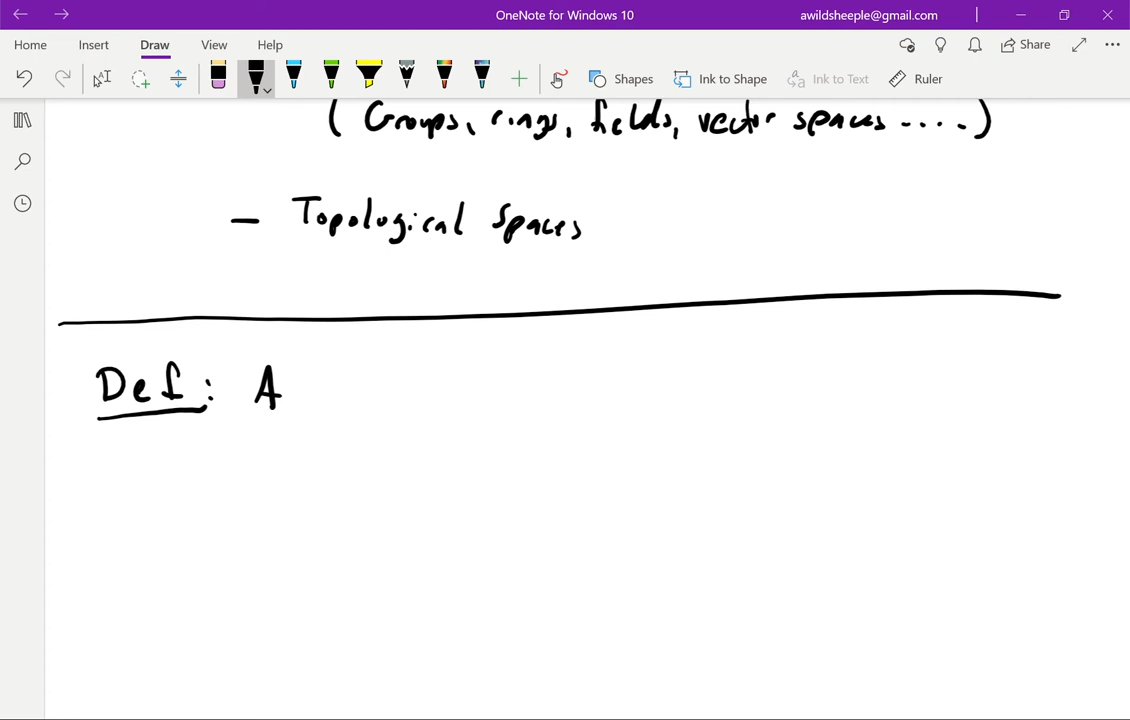 OneNote for Windows 10 awildsheeple@gmail.com
Home Insert Draw View Help Share
Shapes Ink to Shape Ink to Text Ruler
( Groups, rings, fields, vector spaces ..... )
— Topological Spaces
Def: A